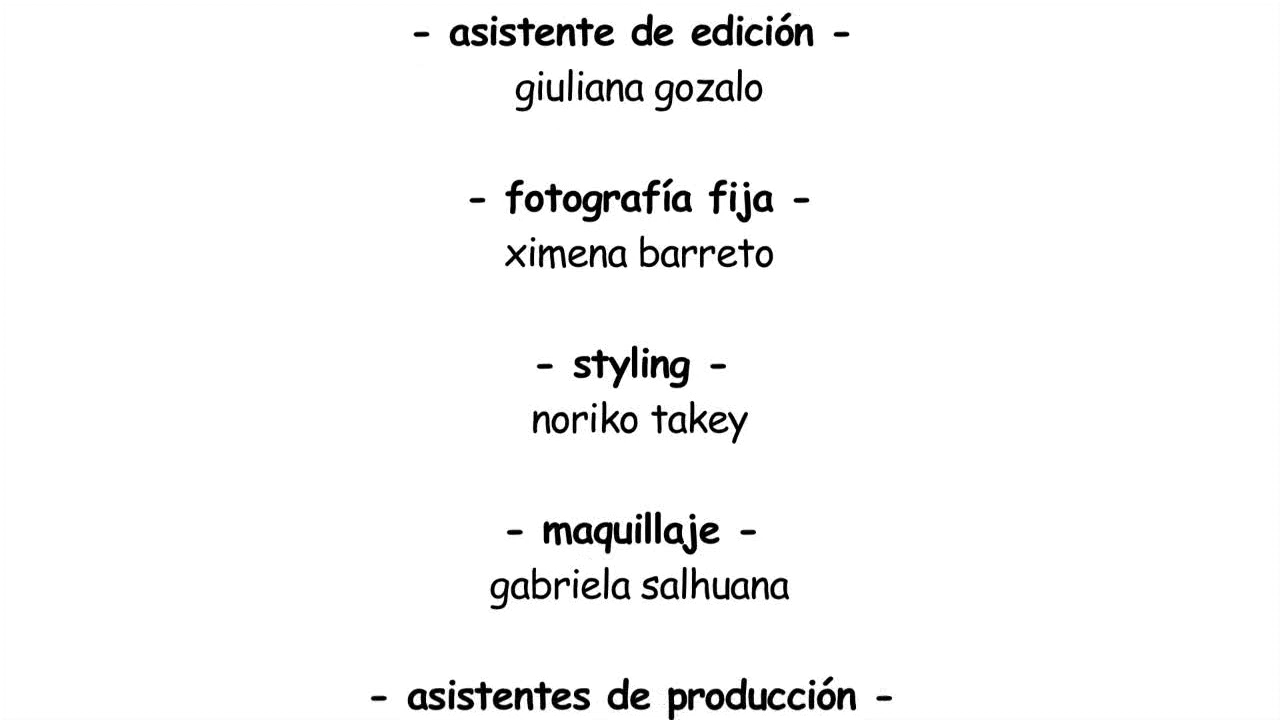 - asistente de edición -
giuliana gozalo
- fotografía fija -
ximena barreto
- styling -
noriko takey
- maquillaje -
gabriela salhuana
- asistentes de producción -